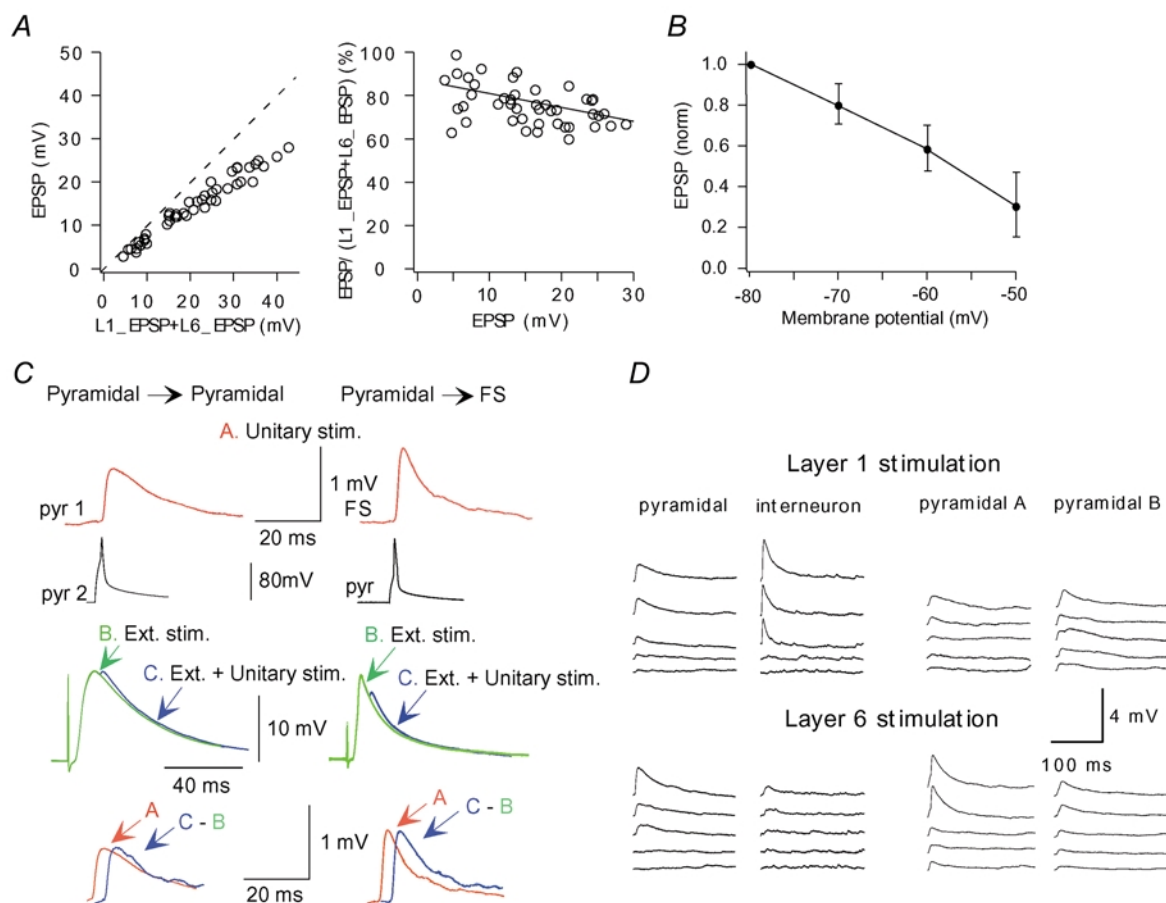 A
50
40
30
20
10
0
EPSP (mV)
0 10 20 30 40
L1_EPSP+L6_EPSP (mV)
100
80
60
40
20
0
EPSP/ (L1_EPSP+L6_EPSP) (%)
0 10 20 30
EPSP (mV)
B
1.0
0.8
0.6
0.4
0.2
0.0
EPSP (norm)
-80 -70 -60 -50
Membrane potential (mV)
C
Pyramidal Pyramidal
Pyramidal FS
A. Unitary stim.
pyr 1
1 mV
FS
20 ms
pyr 2
80mV
pyr
B. Ext. stim.
C. Ext. + Unitary stim.
10 mV
40 ms
B. Ext. stim.
C. Ext. + Unitary stim.
A
C - B
1 mV
20 ms
A
C - B
D
Layer 1 stimulation
pyramidal interneuron pyramidal A pyramidal B
Layer 6 stimulation
4 mV
100 ms